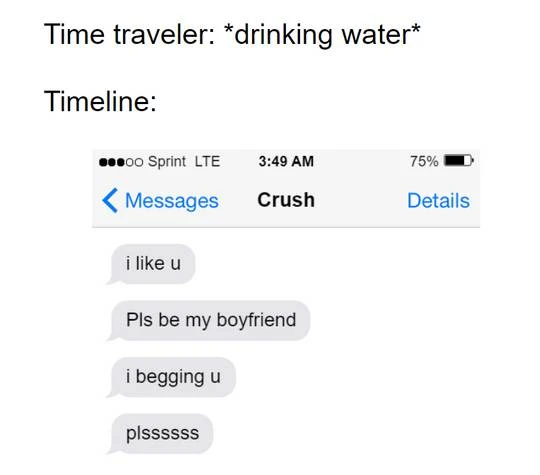 Time traveler: *drinking water*
Timeline:
Sprint LTE 3:49 AM 75%
Messages Crush Details
i like u
Pls be my boyfriend
i begging u
plssssss